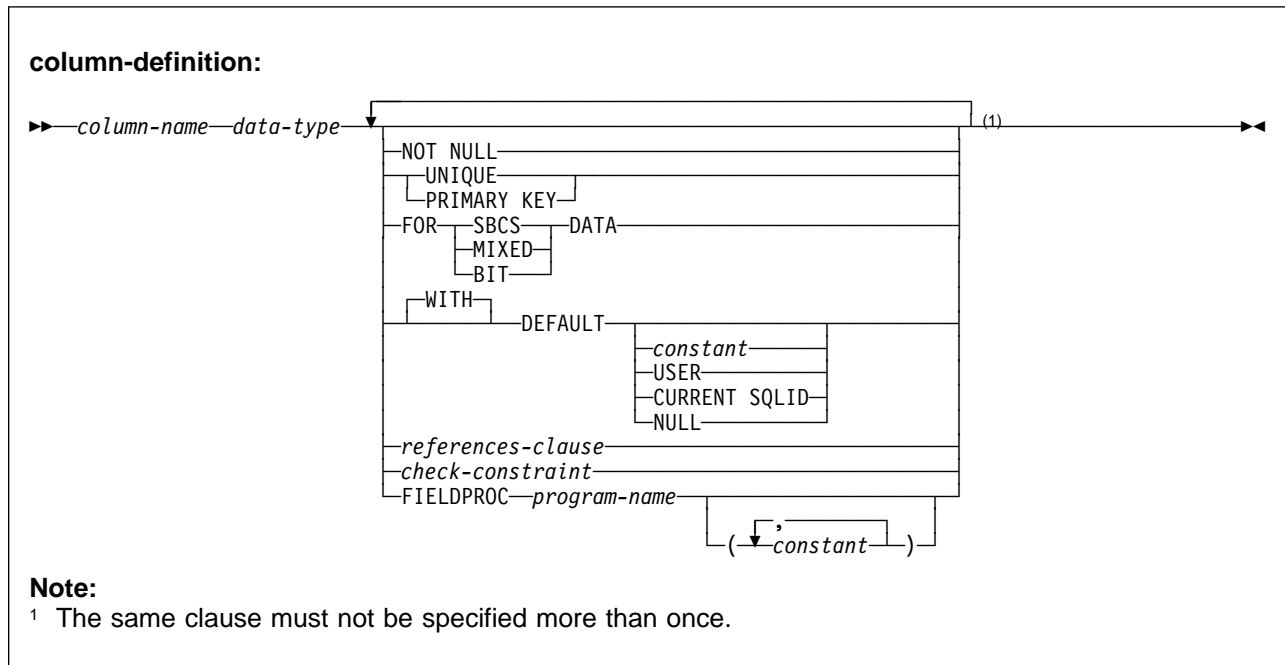 column-definition:
column-name data-type (1)
NOT NULL
UNIQUE
PRIMARY KEY
FOR SBCS DATA
MIXED
BIT
WITH
DEFAULT
constant
USER
CURRENT SQLID
NULL
references-clause
check-constraint
FIELDPROC program-name
,
( constant )
Note:
1 The same clause must not be specified more than once.